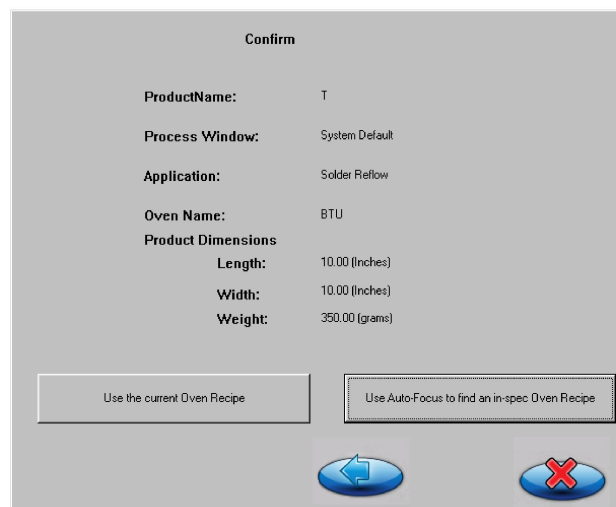 Confirm
ProductName: T
Process Window: System Default
Application: Solder Reflow
Oven Name: BTU
Product Dimensions
Length: 10.00 (Inches)
Width: 10.00 (Inches)
Weight: 350.00 (grams)
Use the current Oven Recipe Use Auto-Focus to find an in-spec Oven Recipe